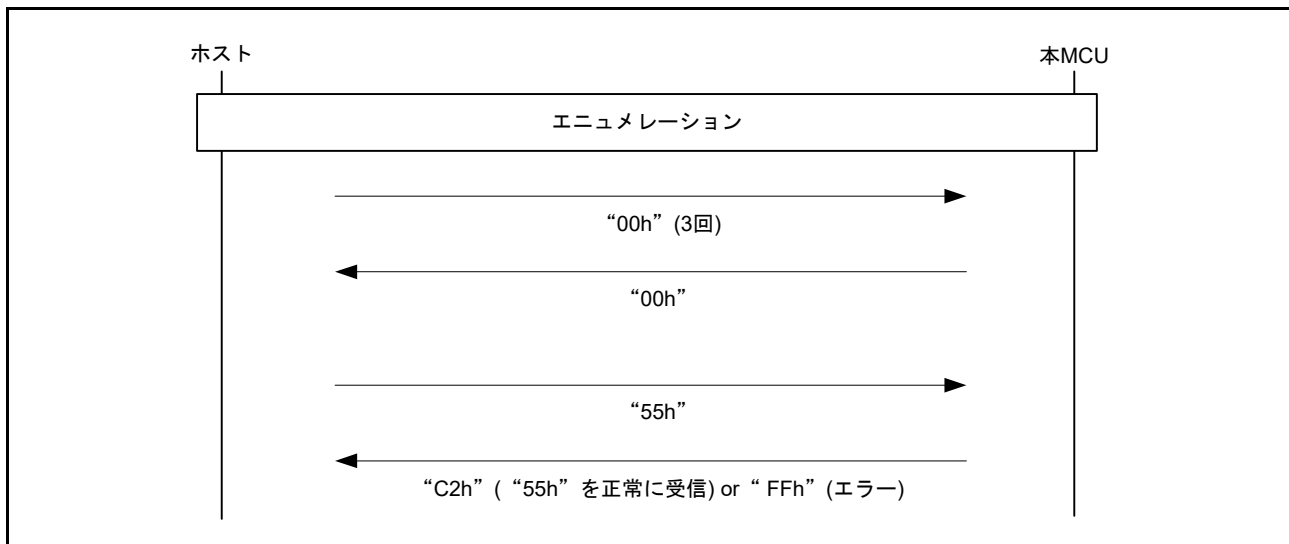 ホスト
本MCU
エニュメレーション
“00h” (3回)
“00h”
“55h”
“C2h” ( “55h” を正常に受信) or “ FFh” (エラー)